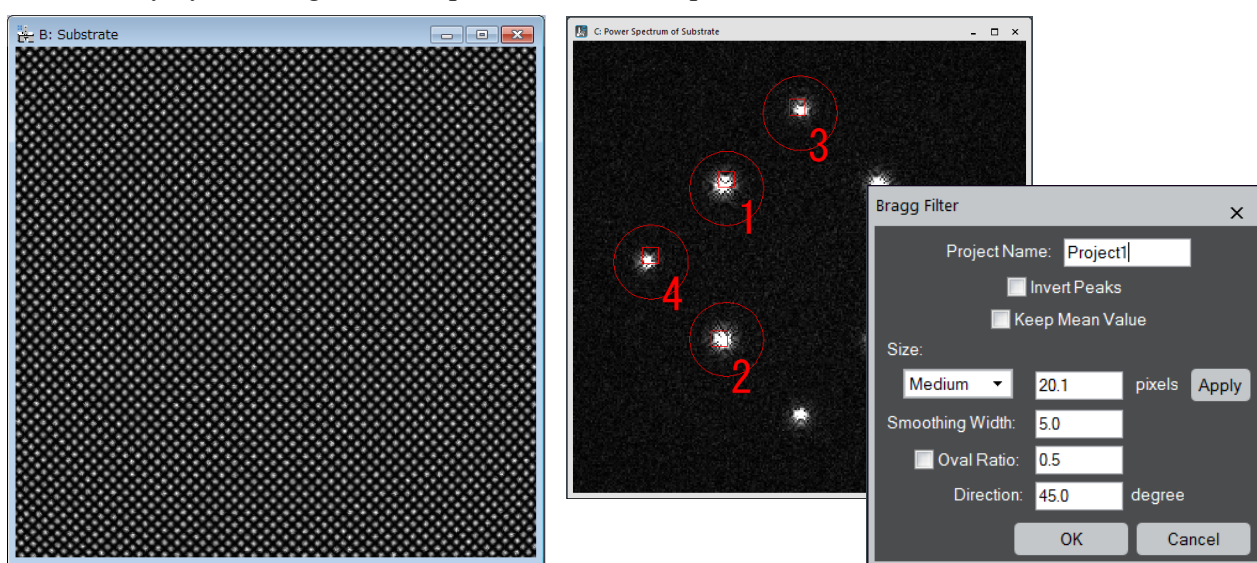 B: Substrate
C: Power Spectrum of Substrate
3
1
4
2
Bragg Filter
Project Name: Project1
Invert Peaks
Keep Mean Value
Size:
Medium 20.1 pixels Apply
Smoothing Width: 5.0
Oval Ratio: 0.5
Direction: 45.0 degree
OK Cancel